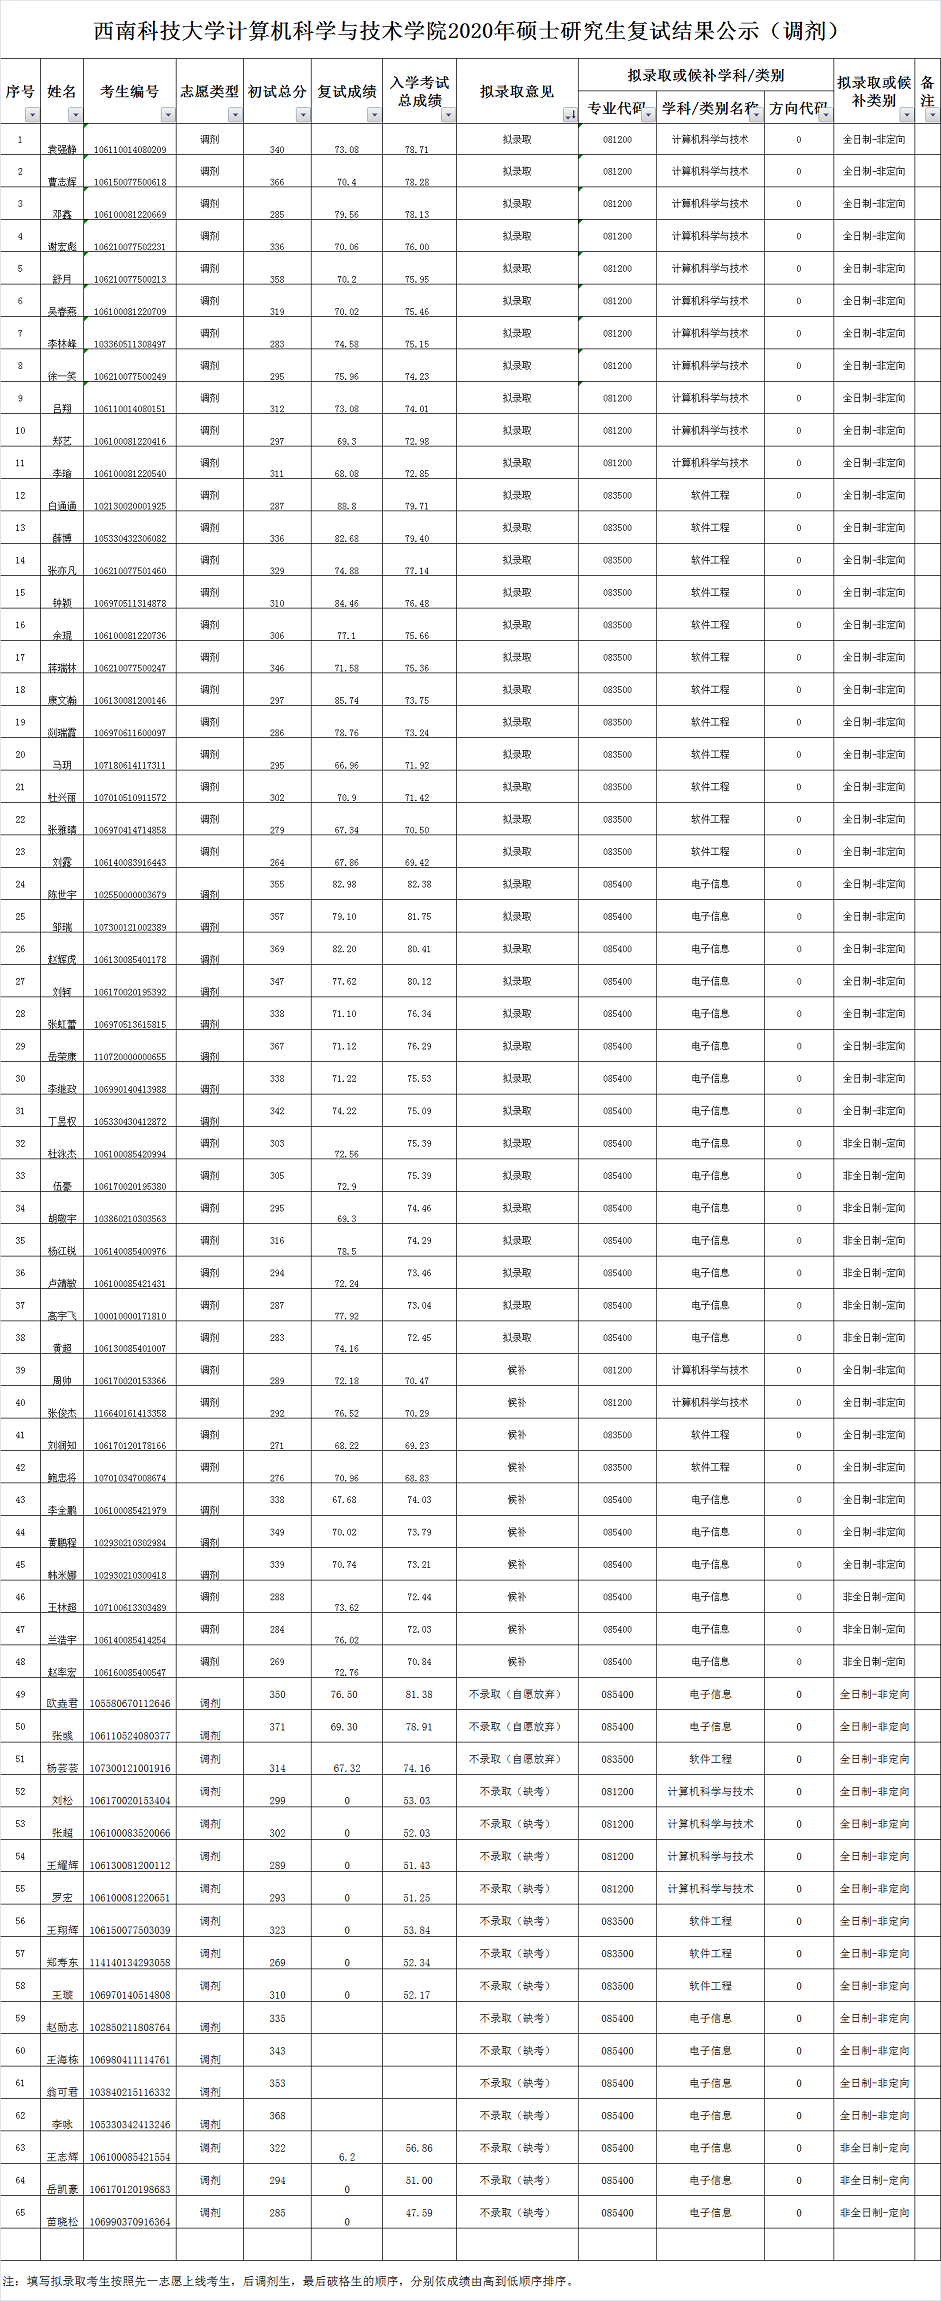 西南科技大学计算机科学与技术学院2020年硕士研究生复试结果公示（调剂）
序号 姓名 考生编号 志愿类型 初试总分 复试成绩 入学考试总成绩 拟录取意见 拟录取或候补学科/类别 拟录取或候补类别 备注
专业代码 学科/类别名称 方向代码
1 袁强静 106110014080209 调剂 340 73.08 78.71 拟录取 081200 计算机科学与技术 0 全日制-非定向
2 曹志辉 106150077500618 调剂 366 70.4 78.28 拟录取 081200 计算机科学与技术 0 全日制-非定向
3 邓鑫 106100081220669 调剂 285 79.56 78.13 拟录取 081200 计算机科学与技术 0 全日制-非定向
4 谢宏彪 106210077502231 调剂 336 70.06 76.00 拟录取 081200 计算机科学与技术 0 全日制-非定向
5 舒月 106210077500213 调剂 358 70.2 75.95 拟录取 081200 计算机科学与技术 0 全日制-非定向
6 吴春燕 106100081220709 调剂 319 70.02 75.46 拟录取 081200 计算机科学与技术 0 全日制-非定向
7 李林峰 103360511308497 调剂 283 74.58 75.15 拟录取 081200 计算机科学与技术 0 全日制-非定向
8 徐一笑 106210077500249 调剂 295 75.96 74.23 拟录取 081200 计算机科学与技术 0 全日制-非定向
9 吕翔 106110014080151 调剂 312 73.08 74.01 拟录取 081200 计算机科学与技术 0 全日制-非定向
10 郑艺 106100081220416 调剂 297 69.3 72.98 拟录取 081200 计算机科学与技术 0 全日制-非定向
11 李瑜 106100081220540 调剂 311 68.08 72.85 拟录取 081200 计算机科学与技术 0 全日制-非定向
12 白涌涌 102130020001925 调剂 287 88.8 79.71 拟录取 083500 软件工程 0 全日制-非定向
13 薛博 105330432306082 调剂 336 82.68 79.40 拟录取 083500 软件工程 0 全日制-非定向
14 张亦凡 106210077501460 调剂 329 74.88 77.14 拟录取 083500 软件工程 0 全日制-非定向
15 钟颖 106970511314878 调剂 310 84.46 76.48 拟录取 083500 软件工程 0 全日制-非定向
16 余琨 106100081220736 调剂 306 77.1 75.66 拟录取 083500 软件工程 0 全日制-非定向
17 蒋瑞林 106210077500247 调剂 346 71.58 75.36 拟录取 083500 软件工程 0 全日制-非定向
18 康文瀚 106130081200146 调剂 297 85.74 73.75 拟录取 083500 软件工程 0 全日制-非定向
19 郯瑞霞 106970611600097 调剂 286 78.76 73.24 拟录取 083500 软件工程 0 全日制-非定向
20 马玥 107180614117311 调剂 295 66.96 71.92 拟录取 083500 软件工程 0 全日制-非定向
21 杜兴丽 107010510911572 调剂 302 70.9 71.42 拟录取 083500 软件工程 0 全日制-非定向
22 张雅晴 106970414714858 调剂 279 67.34 70.50 拟录取 083500 软件工程 0 全日制-非定向
23 刘露 106140083916443 调剂 264 67.86 69.42 拟录取 083500 软件工程 0 全日制-非定向
24 陈世宇 102550000003679 调剂 355 82.98 82.38 拟录取 085400 电子信息 0 全日制-非定向
25 邹瑞 107300121002389 调剂 357 79.10 81.75 拟录取 085400 电子信息 0 全日制-非定向
26 赵辉虎 106130085401178 调剂 369 82.20 80.41 拟录取 085400 电子信息 0 全日制-非定向
27 刘轲 106170020195392 调剂 347 77.62 80.12 拟录取 085400 电子信息 0 全日制-非定向
28 张虹蕾 106970513615815 调剂 338 71.10 76.34 拟录取 085400 电子信息 0 全日制-非定向
29 岳荣康 110720000000655 调剂 367 71.12 76.29 拟录取 085400 电子信息 0 全日制-非定向
30 李继政 106990140413988 调剂 338 71.22 75.53 拟录取 085400 电子信息 0 全日制-非定向
31 丁昱权 105330430412872 调剂 342 74.22 75.09 拟录取 085400 电子信息 0 全日制-非定向
32 杜泳杰 106100085420994 调剂 303 72.56 75.39 拟录取 085400 电子信息 0 非全日制-定向
33 伍豪 106170020195380 调剂 305 72.9 75.39 拟录取 085400 电子信息 0 非全日制-定向
34 胡敬宇 103860210303563 调剂 295 69.3 74.46 拟录取 085400 电子信息 0 非全日制-定向
35 杨江锐 106140085400976 调剂 316 78.5 74.29 拟录取 085400 电子信息 0 非全日制-定向
36 卢靖敏 106100085421431 调剂 294 72.24 73.46 拟录取 085400 电子信息 0 非全日制-定向
37 高宇飞 100010000171810 调剂 287 77.92 73.04 拟录取 085400 电子信息 0 非全日制-定向
38 黄超 106130085401007 调剂 283 74.16 72.45 拟录取 085400 电子信息 0 非全日制-定向
39 周帅 106170020153366 调剂 289 72.18 70.47 候补 081200 计算机科学与技术 0 全日制-非定向
40 张俊杰 116640161413358 调剂 292 76.52 70.29 候补 081200 计算机科学与技术 0 全日制-非定向
41 刘润知 106170120178166 调剂 271 68.22 69.23 候补 083500 软件工程 0 全日制-非定向
42 鲍忠将 107010347008674 调剂 276 70.96 68.83 候补 083500 软件工程 0 全日制-非定向
43 李全鹏 106100085421979 调剂 338 67.68 74.03 候补 085400 电子信息 0 全日制-非定向
44 黄鹏程 102930210302984 调剂 349 70.02 73.79 候补 085400 电子信息 0 全日制-非定向
45 韩米娜 102930210300418 调剂 339 70.74 73.21 候补 085400 电子信息 0 全日制-非定向
46 王林超 107100613303489 调剂 288 73.62 72.44 候补 085400 电子信息 0 非全日制-定向
47 兰浩宇 106140085414254 调剂 284 76.02 72.03 候补 085400 电子信息 0 非全日制-定向
48 赵率宏 106160085400547 调剂 269 72.76 70.84 候补 085400 电子信息 0 非全日制-定向
49 欧垚君 105580670112646 调剂 350 76.50 81.38 不录取（自愿放弃） 085400 电子信息 0 全日制-非定向
50 张彧 106110524080377 调剂 371 69.30 78.91 不录取（自愿放弃） 085400 电子信息 0 全日制-非定向
51 杨芸芸 107300121001916 调剂 314 67.32 74.16 不录取（自愿放弃） 083500 软件工程 0 全日制-非定向
52 刘松 106170020153404 调剂 299 0 53.03 不录取（缺考） 081200 计算机科学与技术 0 全日制-非定向
53 张超 106100083520066 调剂 302 0 52.03 不录取（缺考） 081200 计算机科学与技术 0 全日制-非定向
54 王耀辉 106130081200112 调剂 289 0 51.43 不录取（缺考） 081200 计算机科学与技术 0 全日制-非定向
55 罗宏 106100081220651 调剂 293 0 51.25 不录取（缺考） 081200 计算机科学与技术 0 全日制-非定向
56 王翔辉 106150077503039 调剂 323 0 53.84 不录取（缺考） 083500 软件工程 0 全日制-非定向
57 郑寿东 114140134293058 调剂 269 0 52.34 不录取（缺考） 083500 软件工程 0 全日制-非定向
58 王璇 106970140514808 调剂 310 0 52.17 不录取（缺考） 083500 软件工程 0 全日制-非定向
59 赵励志 102850211808764 调剂 335 不录取（缺考） 085400 电子信息 0 全日制-非定向
60 王海栋 106980411114761 调剂 343 不录取（缺考） 085400 电子信息 0 全日制-非定向
61 翁可君 103840215116332 调剂 353 不录取（缺考） 085400 电子信息 0 全日制-非定向
62 李咏 105330342413246 调剂 368 不录取（缺考） 085400 电子信息 0 全日制-非定向
63 王志辉 106100085421554 调剂 322 6.2 56.86 不录取（缺考） 085400 电子信息 0 非全日制-定向
64 岳凯豪 106170120198683 调剂 294 0 51.00 不录取（缺考） 085400 电子信息 0 非全日制-定向
65 苗晓松 106990370916364 调剂 285 0 47.59 不录取（缺考） 085400 电子信息 0 非全日制-定向
注：填写拟录取考生按照先一志愿上线考生，后调剂生，最后破格生的顺序，分别依成绩由高到低顺序排序。